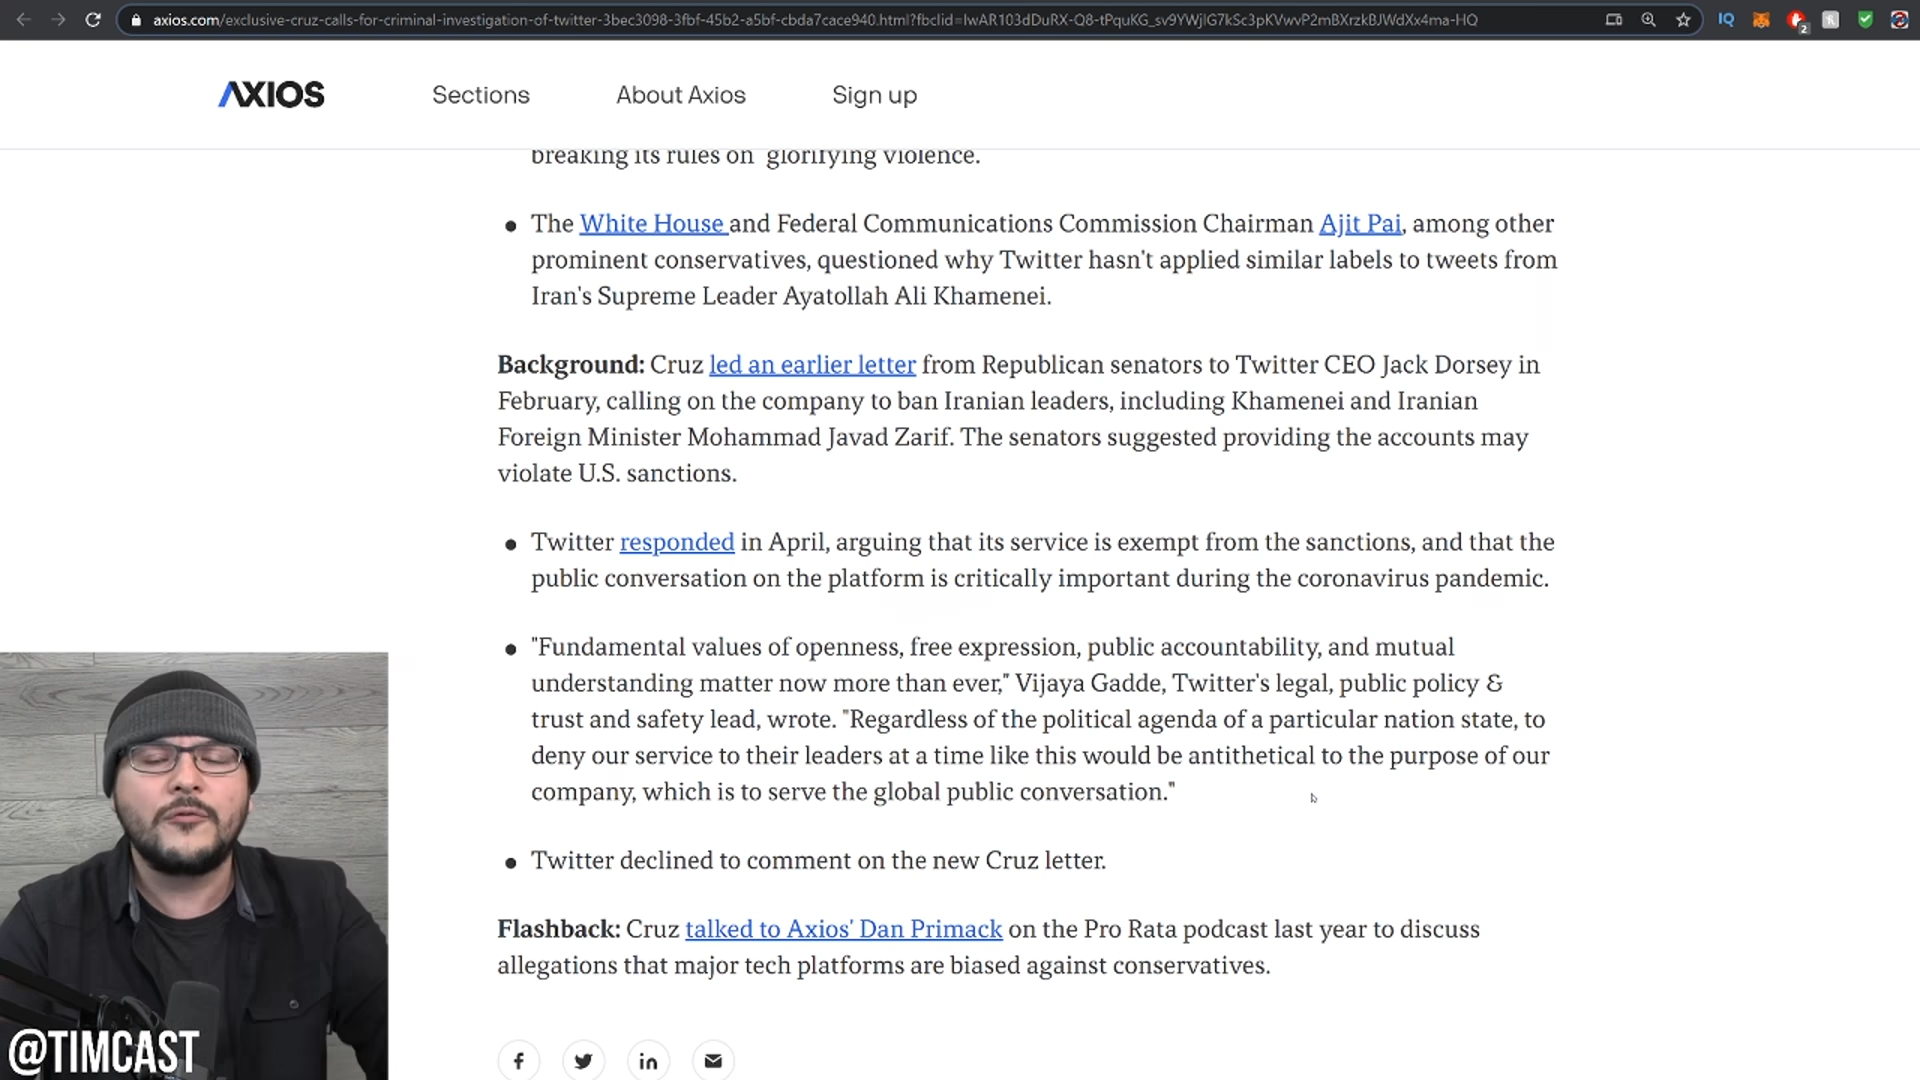 axios.com/exclusive-cruz-calls-for-criminal-investigation-of-twitter-3bec3098-3fbf-45b2-a5bf-cbda7cace940.html?fbclid=IwAR103dDuRX-Q8-tPquKG_sv9YWjlG7kSc3pKVwvP2mBXrzkBJWdXx4ma-HQ
IQ
2
AXIOS
Sections
About Axios
Sign up
breaking its rules on "glorifying violence.
The White House and Federal Communications Commission Chairman Ajit Pai, among other
prominent conservatives, questioned why Twitter hasn't applied similar labels to tweets from
Iran's Supreme Leader Ayatollah Ali Khamenei.
Background: Cruz led an earlier letter from Republican senators to Twitter CEO Jack Dorsey in
February, calling on the company to ban Iranian leaders, including Khamenei and Iranian
Foreign Minister Mohammad Javad Zarif. The senators suggested providing the accounts may
violate U.S. sanctions.
Twitter responded in April, arguing that its service is exempt from the sanctions, and that the
public conversation on the platform is critically important during the coronavirus pandemic.
"Fundamental values of openness, free expression, public accountability, and mutual
understanding matter now more than ever," Vijaya Gadde, Twitter's legal, public policy &
trust and safety lead, wrote. "Regardless of the political agenda of a particular nation state, to
deny our service to their leaders at a time like this would be antithetical to the purpose of our
company, which is to serve the global public conversation."
Twitter declined to comment on the new Cruz letter.
Flashback: Cruz talked to Axios' Dan Primack on the Pro Rata podcast last year to discuss
allegations that major tech platforms are biased against conservatives.
@TIMCAST
f
in